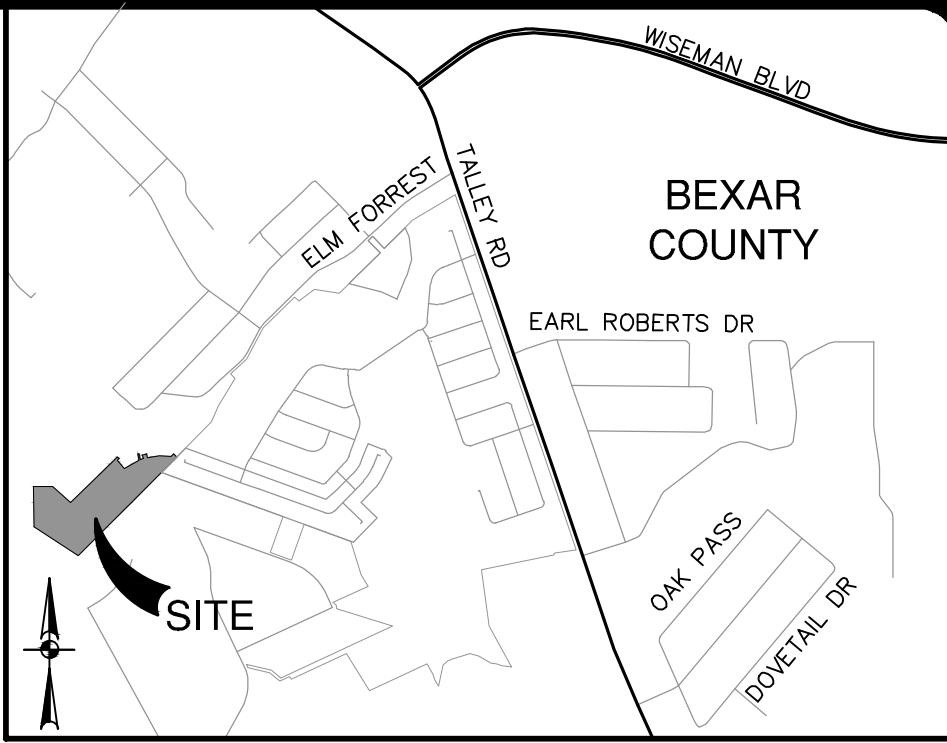 WISEMAN BLVD
ELM FORREST
TALLEY RD
BEXAR
COUNTY
EARL ROBERTS DR
OAK PASS
DOVETAIL DR
SITE